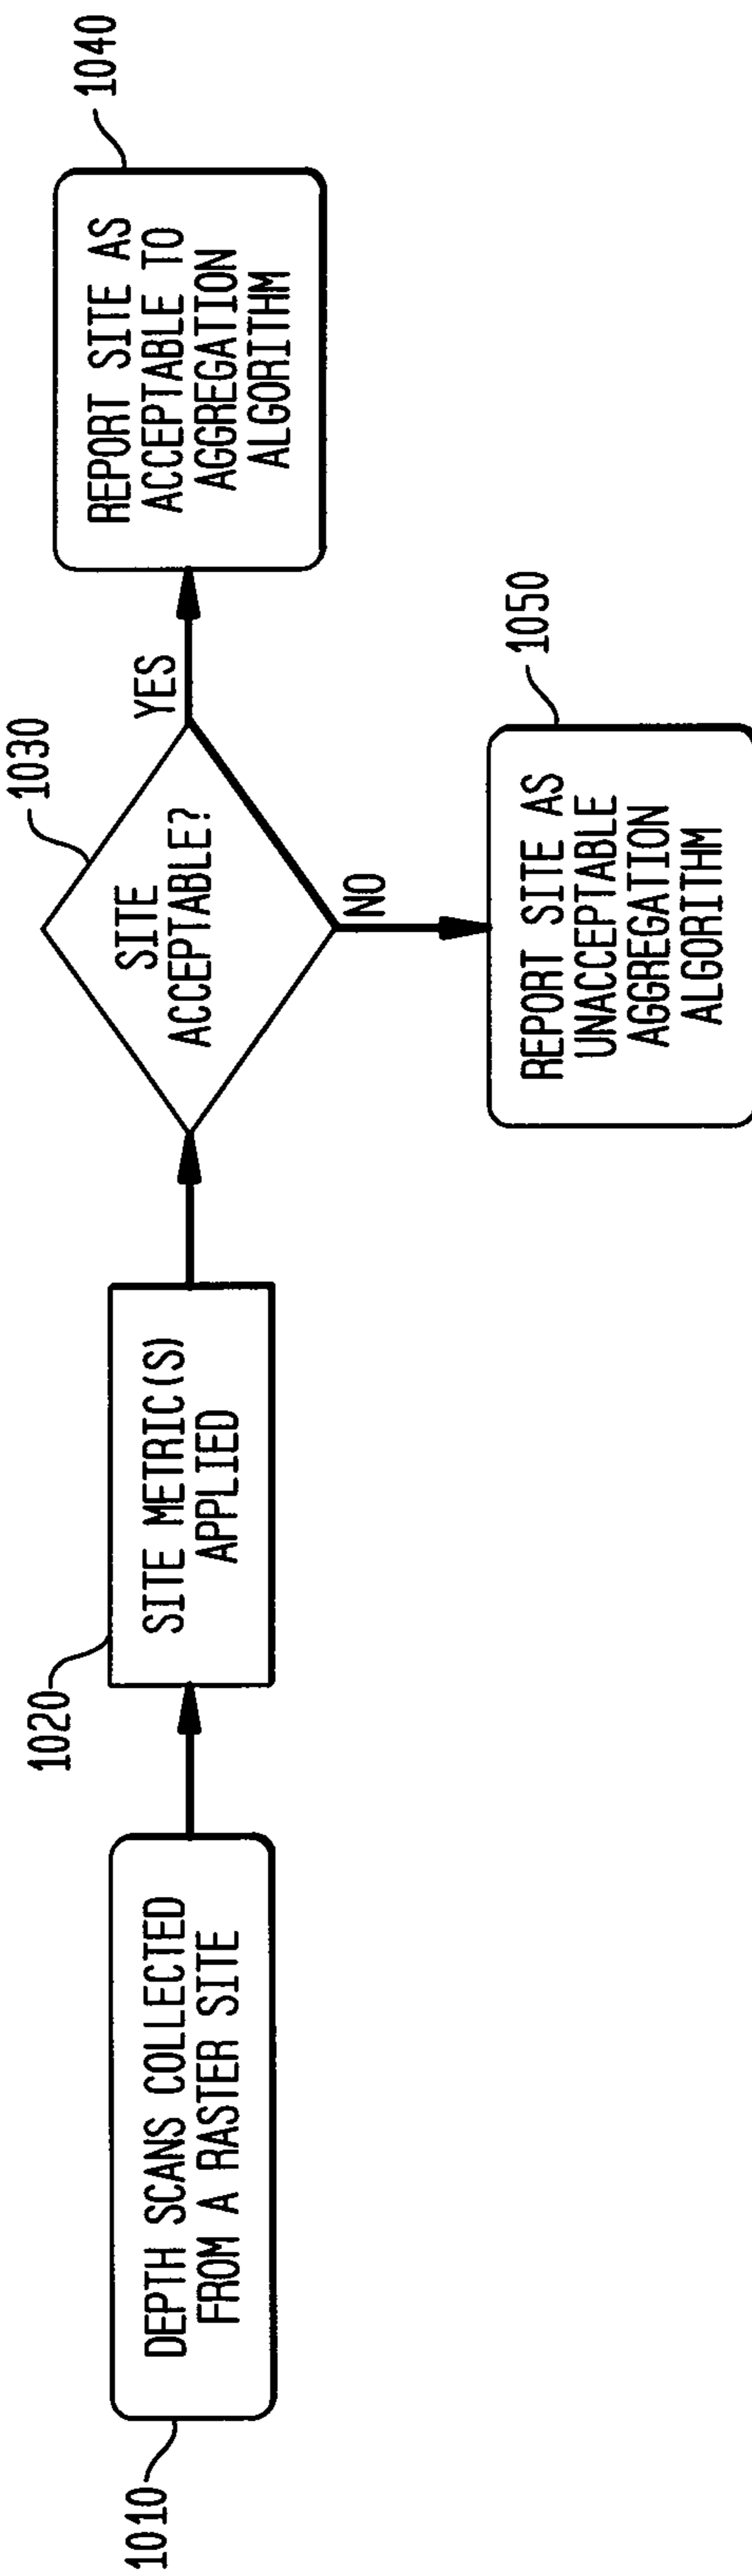 1010
DEPTH SCANS COLLECTED
FROM A RASTER SITE
1020
SITE METRIC(S)
APPLIED
1030
SITE
ACCEPTABLE?
YES
NO
1040
REPORT SITE AS
ACCEPTABLE TO
AGGREGATION
ALGORITHM
1050
REPORT SITE AS
UNACCEPTABLE
AGGREGATION
ALGORITHM